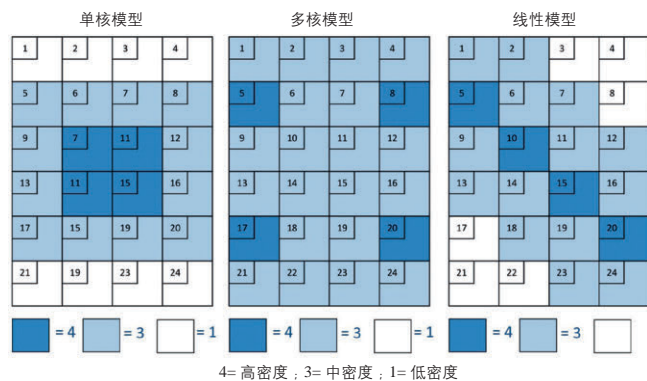 单核模型 多核模型 线性模型
1 2 3 4 1 2 3 4 1 2 3 4
5 6 7 8 5 6 7 8 5 6 7 8
9 7 11 12 9 10 11 12 9 10 11 12
13 11 15 16 13 14 15 16 13 14 15 16
17 15 19 20 17 18 19 20 17 18 19 20
21 19 23 24 21 22 23 24 21 22 23 24
= 4 = 3 = 1 = 4 = 3 = 1 = 4 = 3
4= 高密度 ; 3= 中密度 ; 1= 低密度